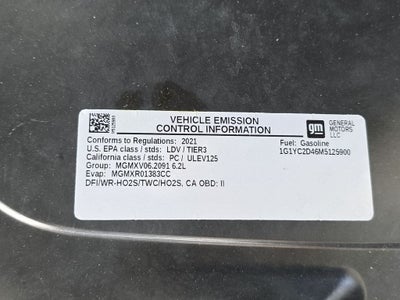 VEHICLE EMISSION
CONTROL INFORMATION
gm
GENERAL
MOTORS
LLC
Conforms to Regulations: 2021
Fuel: Gasoline
U.S. EPA class / stds: LDV / TIER3
1G1YC2D46M5125900
California class / stds: PC / ULEV125
Group: MGMXV06.2091 6.2L
Evap: MGMXR01383CC
DFI/WR-HO2S/TWC/HO2S, CA OBD: II